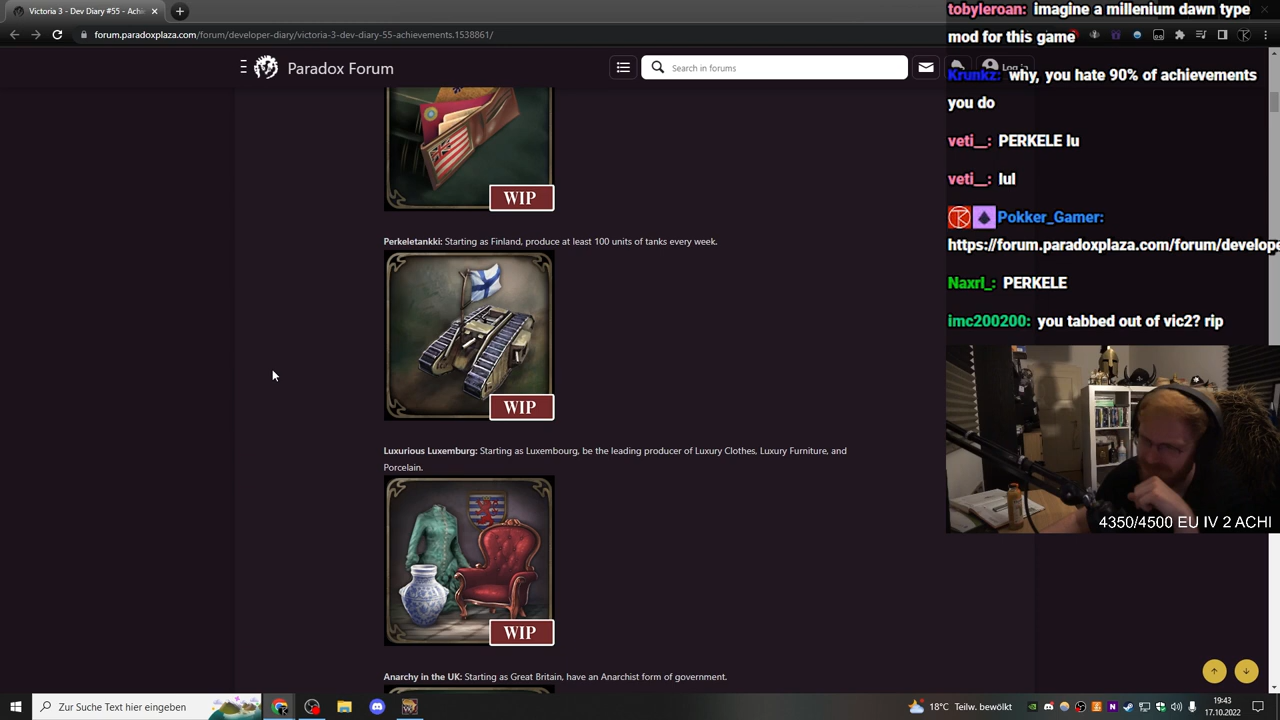 Victoria 3 - Dev Diary #55 - Achi
forum.paradoxplaza.com/forum/developer-diary/victoria-3-dev-diary-55-achievements.1538861/
Paradox Forum
Search in forums
Log in
WIP
Perkeletankki: Starting as Finland, produce at least 100 units of tanks every week.
WIP
Luxurious Luxemburg: Starting as Luxembourg, be the leading producer of Luxury Clothes, Luxury Furniture, and
Porcelain.
WIP
Anarchy in the UK: Starting as Great Britain, have an Anarchist form of government.
tobyleroan: imagine a millenium dawn type
mod for this game
Krunkz: why, you hate 90% of achievements
you do
veti__: PERKELE lu
veti__: lul
Pokker_Gamer:
https://forum.paradoxplaza.com/forum/develope
Naxrl_: PERKELE
imc200200: you tabbed out of vic2? rip
4350/4500 EU IV 2 ACHI
Zur Suche Text hier eingeben
18°C Teilw. bewölkt
19:43
17.10.2022